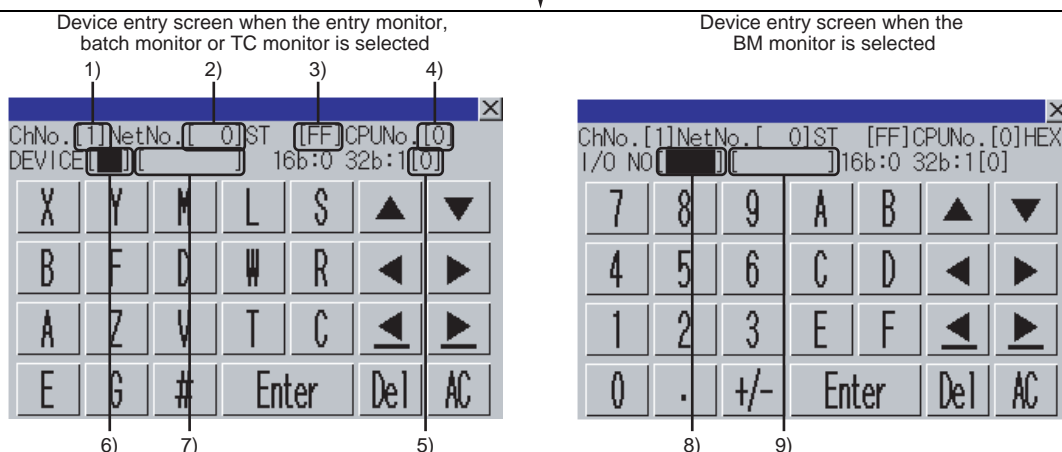 Device entry screen when the entry monitor,
batch monitor or TC monitor is selected
1) 2) 3) 4)
ChNo.[1]NetNo.[ 0]ST [FF]CPUNo.[0]
DEVICE[ ][ ] 16b:0 32b:1[0]
X Y M L S ▲ ▼
B F D W R ◀ ▶
A Z V T C ◀ ▶
E G # Enter Del AC
6) 7) 5)
Device entry screen when the
BM monitor is selected
ChNo.[1]NetNo.[ 0]ST [FF]CPUNo.[0]HEX
I/O NO[ ][ ]16b:0 32b:1[0]
7 8 9 A B ▲ ▼
4 5 6 C D ◀ ▶
1 2 3 E F ◀ ▶
0 . +/- Enter Del AC
8) 9)